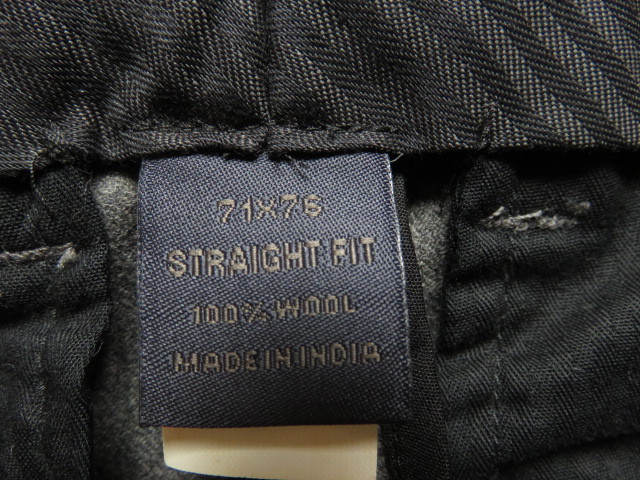 71X76
STRAIGHT FIT
100% WOOL
MADE IN INDIA